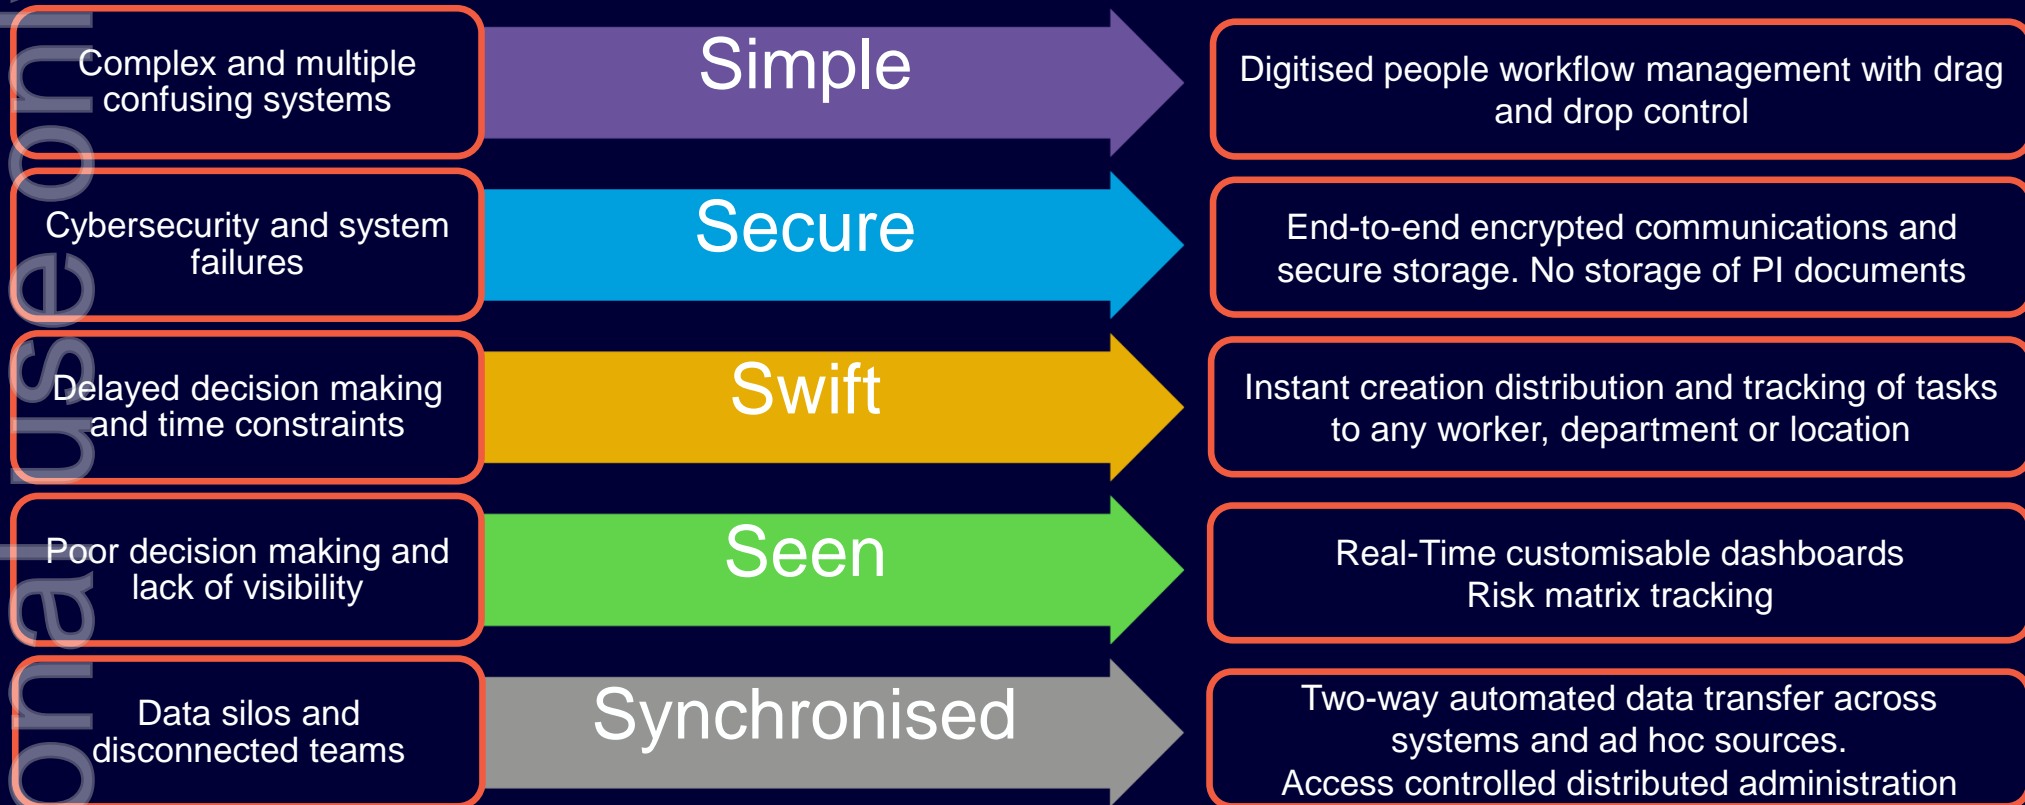 Complex and multiple
confusing systems
Simple
Digitised people workflow management with drag
and drop control
Cybersecurity and system
failures
Secure
End-to-end encrypted communications and
secure storage. No storage of PI documents
Delayed decision making
and time constraints
Swift
Instant creation distribution and tracking of tasks
to any worker, department or location
Poor decision making and
lack of visibility
Seen
Real-Time customisable dashboards
Risk matrix tracking
Data silos and
disconnected teams
Synchronised
Two-way automated data transfer across
systems and ad hoc sources.
Access controlled distributed administration
onal use onl